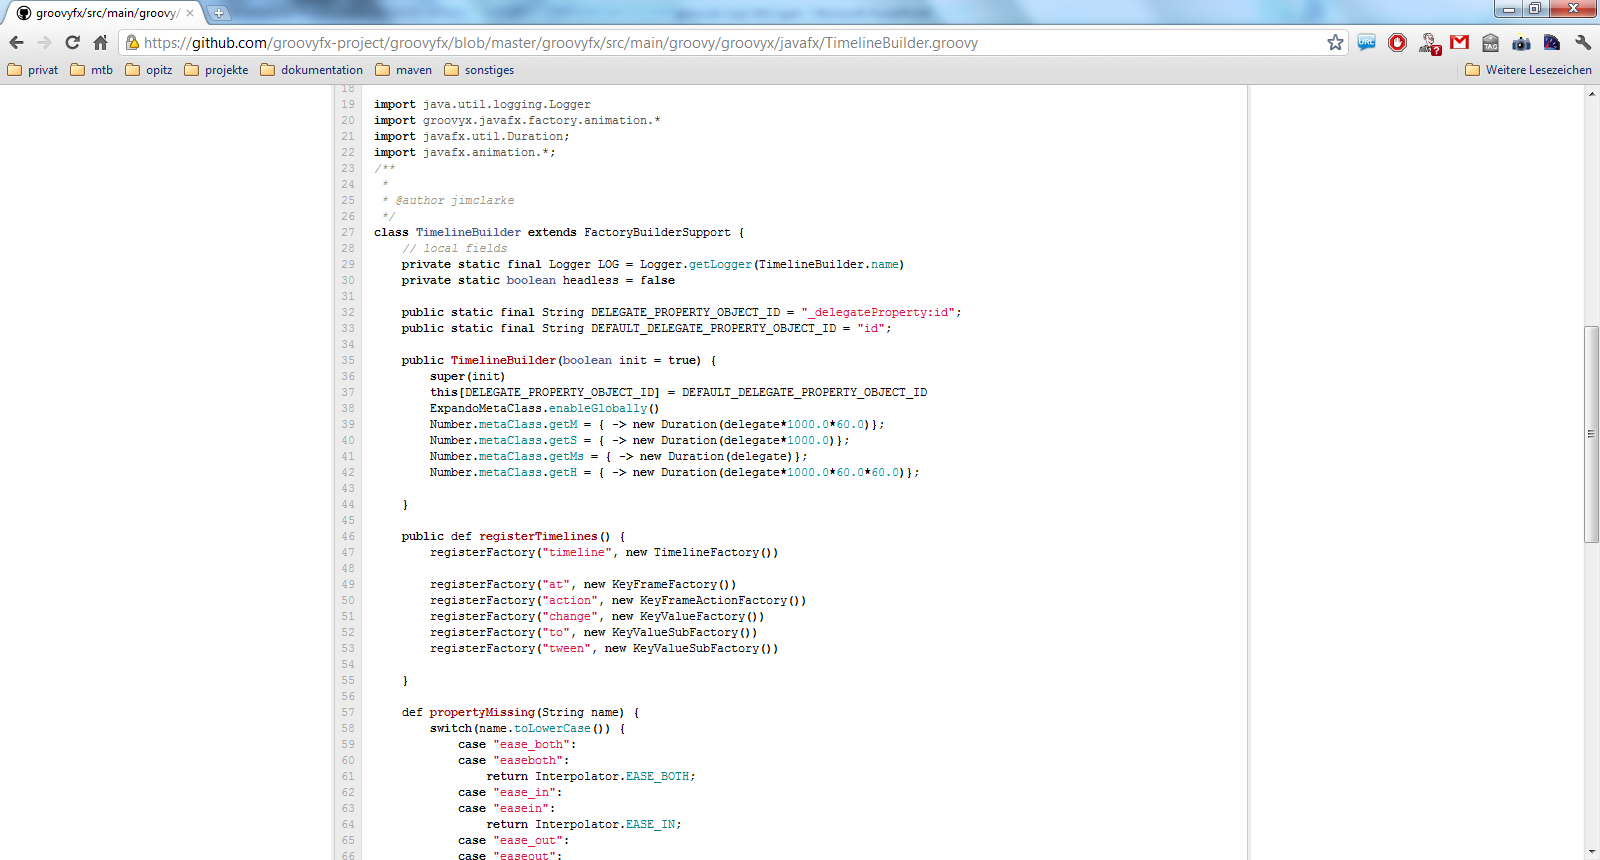 groovyfx/src/main/groovy/
https://github.com/groovyfx-project/groovyfx/blob/master/groovyfx/src/main/groovy/groovyx/javafx/TimelineBuilder.groovy
URL
TAG
privat mtb opitz projekte dokumentation maven sonstiges Weitere Lesezeichen
18
19 import java.util.logging.Logger
20 import groovyx.javafx.factory.animation.*
21 import javafx.util.Duration;
22 import javafx.animation.*;
23 /**
24  *
25  * @author jimclarke
26  */
27 class TimelineBuilder extends FactoryBuilderSupport {
28     // local fields
29     private static final Logger LOG = Logger.getLogger(TimelineBuilder.name)
30     private static boolean headless = false
31
32     public static final String DELEGATE_PROPERTY_OBJECT_ID = "_delegateProperty:id";
33     public static final String DEFAULT_DELEGATE_PROPERTY_OBJECT_ID = "id";
34
35     public TimelineBuilder(boolean init = true) {
36         super(init)
37         this[DELEGATE_PROPERTY_OBJECT_ID] = DEFAULT_DELEGATE_PROPERTY_OBJECT_ID
38         ExpandoMetaClass.enableGlobally()
39         Number.metaClass.getM = { -> new Duration(delegate*1000.0*60.0)};
40         Number.metaClass.getS = { -> new Duration(delegate*1000.0)};
41         Number.metaClass.getMs = { -> new Duration(delegate)};
42         Number.metaClass.getH = { -> new Duration(delegate*1000.0*60.0*60.0)};
43
44     }
45
46     public def registerTimelines() {
47         registerFactory("timeline", new TimelineFactory())
48
49         registerFactory("at", new KeyFrameFactory())
50         registerFactory("action", new KeyFrameActionFactory())
51         registerFactory("change", new KeyValueFactory())
52         registerFactory("to", new KeyValueSubFactory())
53         registerFactory("tween", new KeyValueSubFactory())
54
55     }
56
57     def propertyMissing(String name) {
58         switch(name.toLowerCase()) {
59             case "ease_both":
60             case "easeboth":
61                 return Interpolator.EASE_BOTH;
62             case "ease_in":
63             case "easein":
64                 return Interpolator.EASE_IN;
65             case "ease_out":
66             case "easeout":